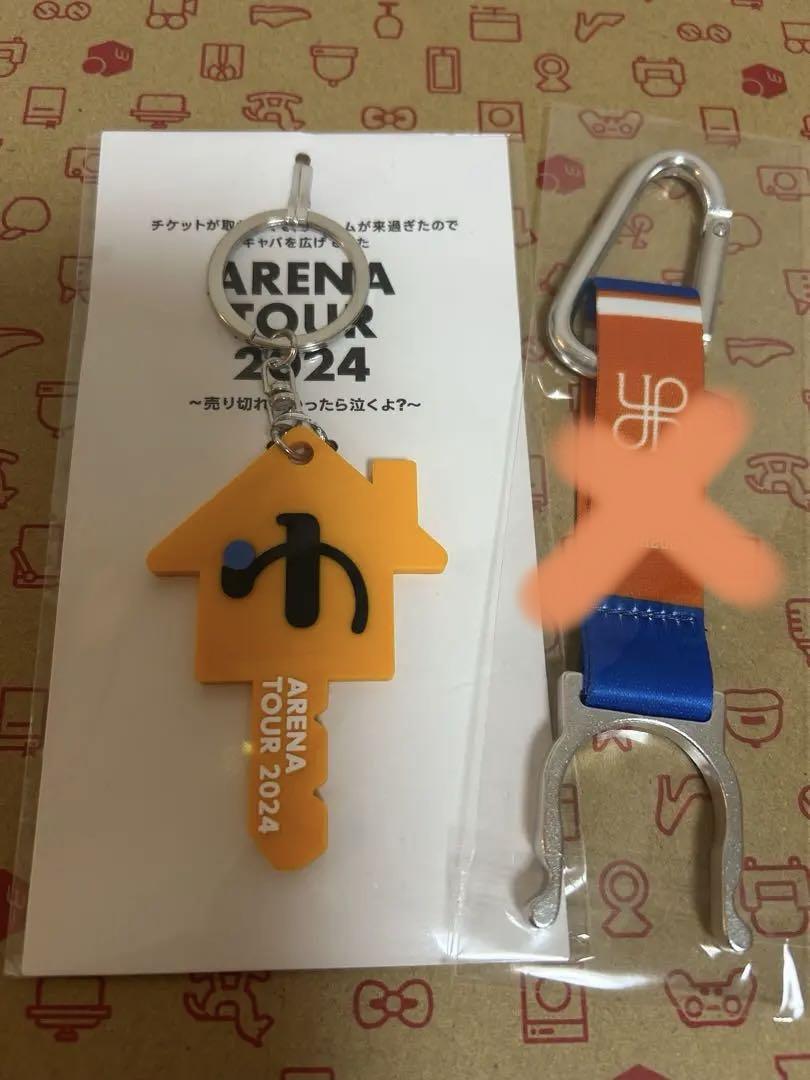 チケットが取 ムが来過ぎたので
キャパを広げ た
ARENA
TOUR
2024
～売り切れ ったら泣くよ?～
ARENA
TOUR 2024